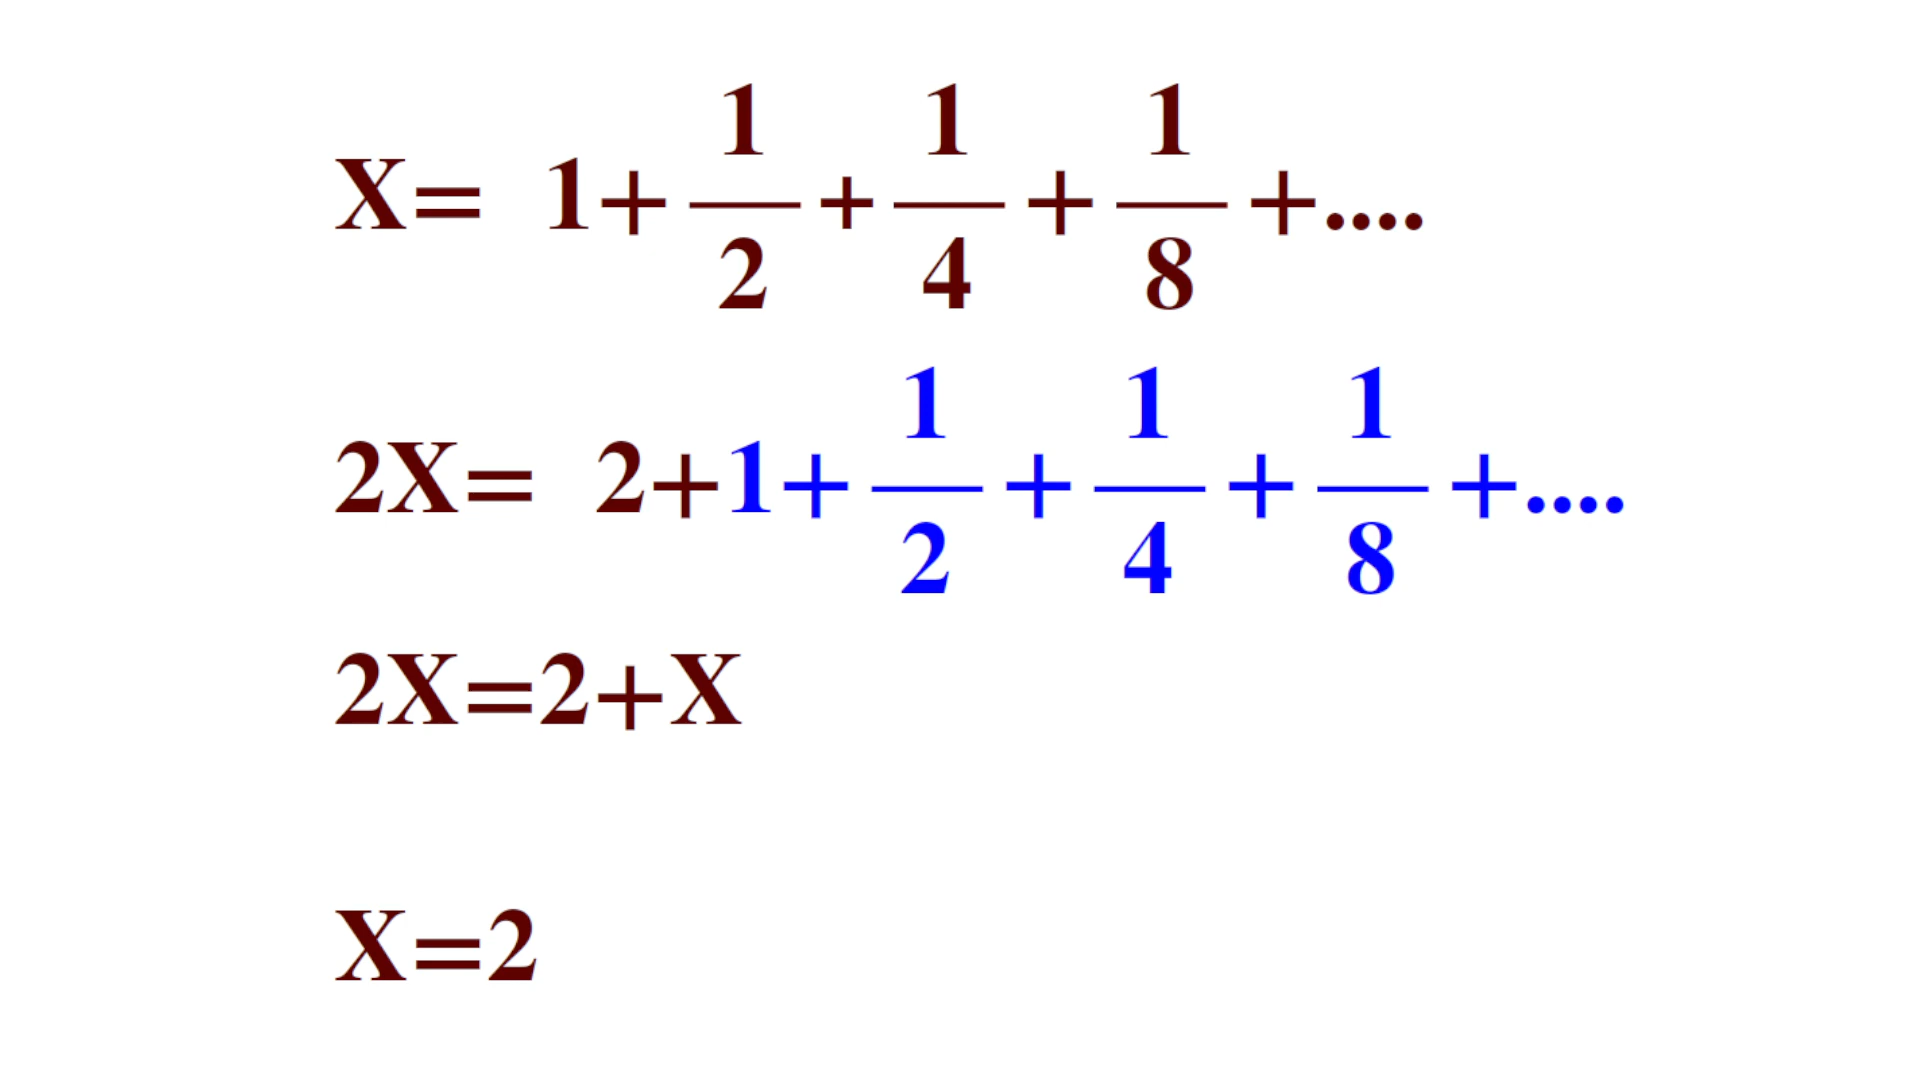 X= 1+1/2+1/4+1/8+....
2X= 2+1+1/2+1/4+1/8+....
2X=2+X
X=2